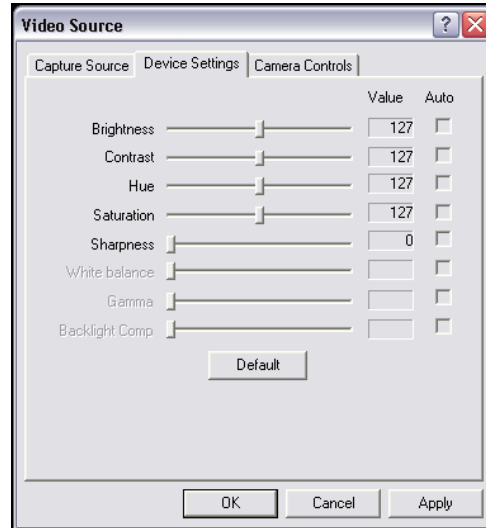 Video Source
Capture Source Device Settings Camera Controls
Value Auto
Brightness 127
Contrast 127
Hue 127
Saturation 127
Sharpness 0
White balance
Gamma
Backlight Comp
Default
OK Cancel Apply